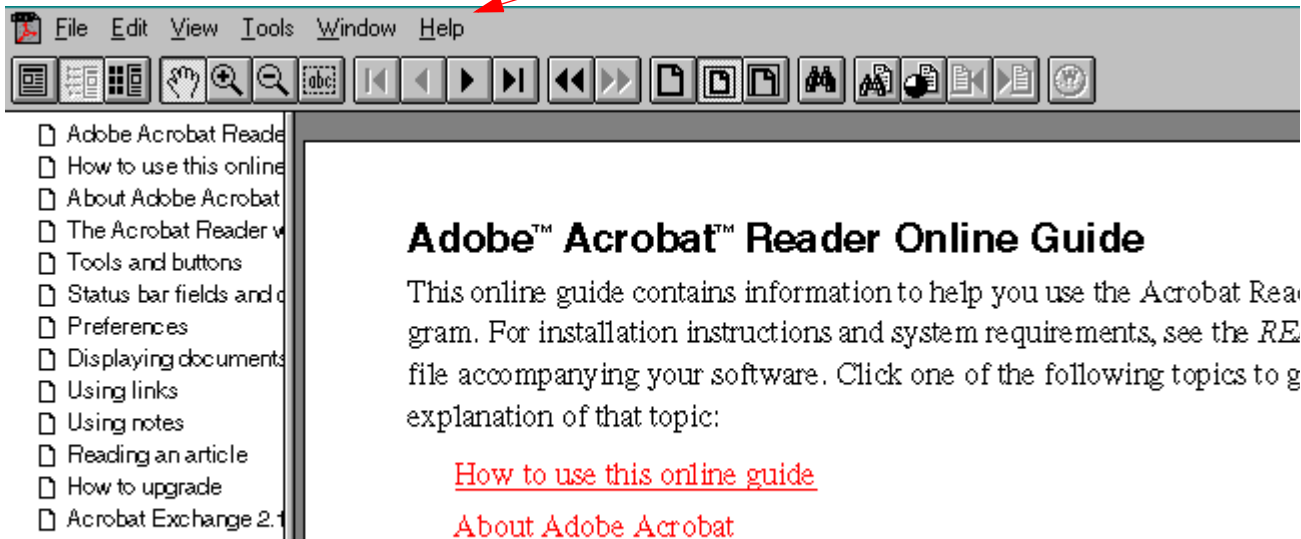 File Edit View Tools Window Help
abc
Adobe Acrobat Reade
How to use this online
About Adobe Acrobat
The Acrobat Reader
Tools and buttons
Status bar fields and
Preferences
Displaying documents
Using links
Using notes
Reading an article
How to upgrade
Acrobat Exchange 2.1
Adobe™ Acrobat™ Reader Online Guide
This online guide contains information to help you use the Acrobat Rea
gram. For installation instructions and system requirements, see the RE
file accompanying your software. Click one of the following topics to g
explanation of that topic:
How to use this online guide
About Adobe Acrobat